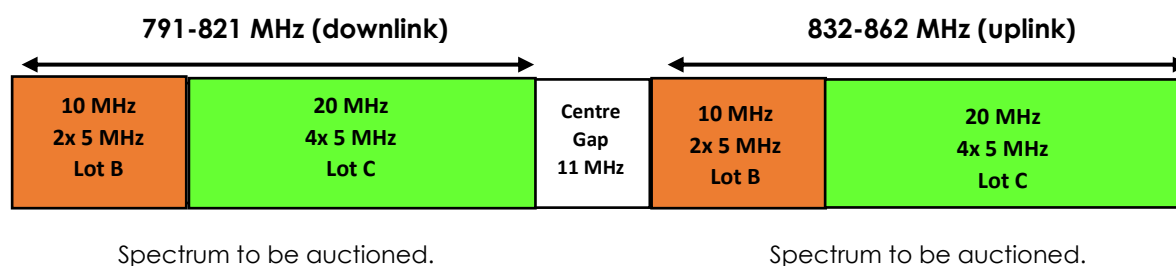 791-821 MHz (downlink)
832-862 MHz (uplink)
10 MHz
2x 5 MHz
Lot B
20 MHz
4x 5 MHz
Lot C
Centre
Gap
11 MHz
10 MHz
2x 5 MHz
Lot B
20 MHz
4x 5 MHz
Lot C
Spectrum to be auctioned.
Spectrum to be auctioned.